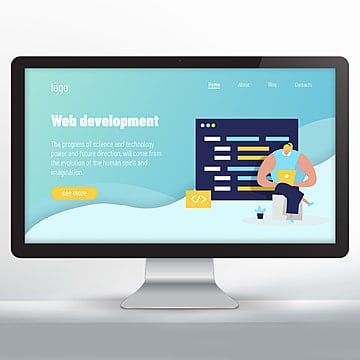 logo
Home About Blog Contacts
Web development
The progress of science and technology
power and future direction, will come from
the evolution of the human spirit and
imagination.
see more
</>